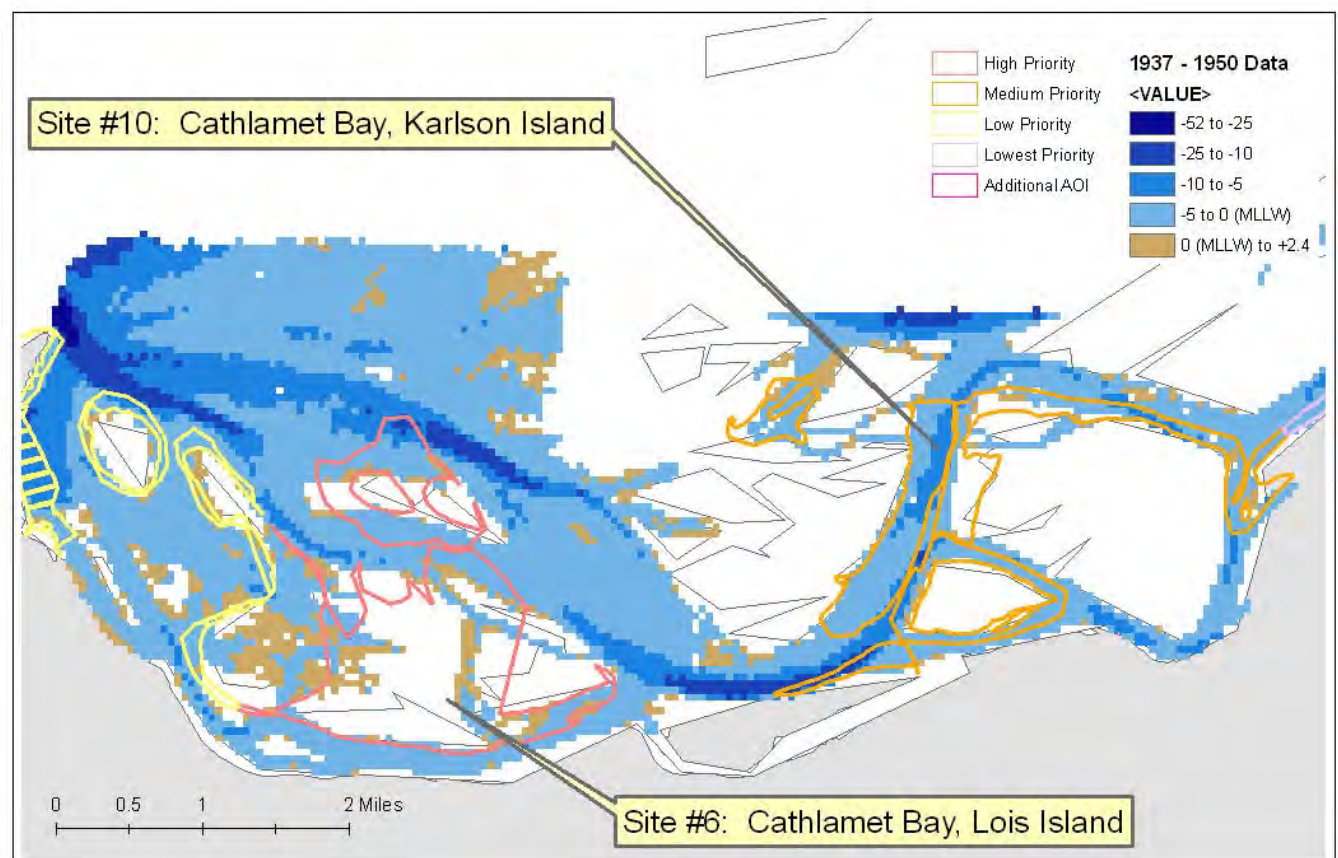 High Priority
Medium Priority
Low Priority
Lowest Priority
Additional AOI
1937 - 1950 Data
<VALUE>
-52 to -25
-25 to -10
-10 to -5
-5 to 0 (MLLW)
0 (MLLW) to +2.4
Site #10: Cathlamet Bay, Karlson Island
0 0.5 1 2 Miles
Site #6: Cathlamet Bay, Lois Island